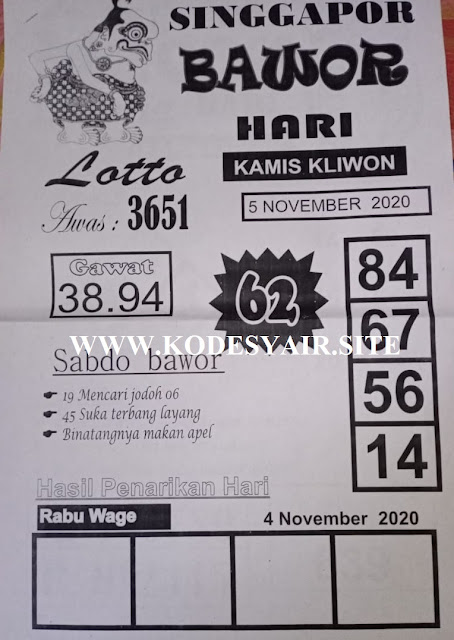 SINGGAPOR
BAWOR
HARI
Lotto
KAMIS KLIWON
Awas : 3651
5 NOVEMBER 2020
Gawat
38.94
62
84
67
56
14
WWW.KODESYAIR.SITE
Sabdo bawor
19 Mencari jodoh 06
45 Suka terbang layang
Binatangnya makan apel
Hasil Penarikan Hari
Rabu Wage
4 November 2020